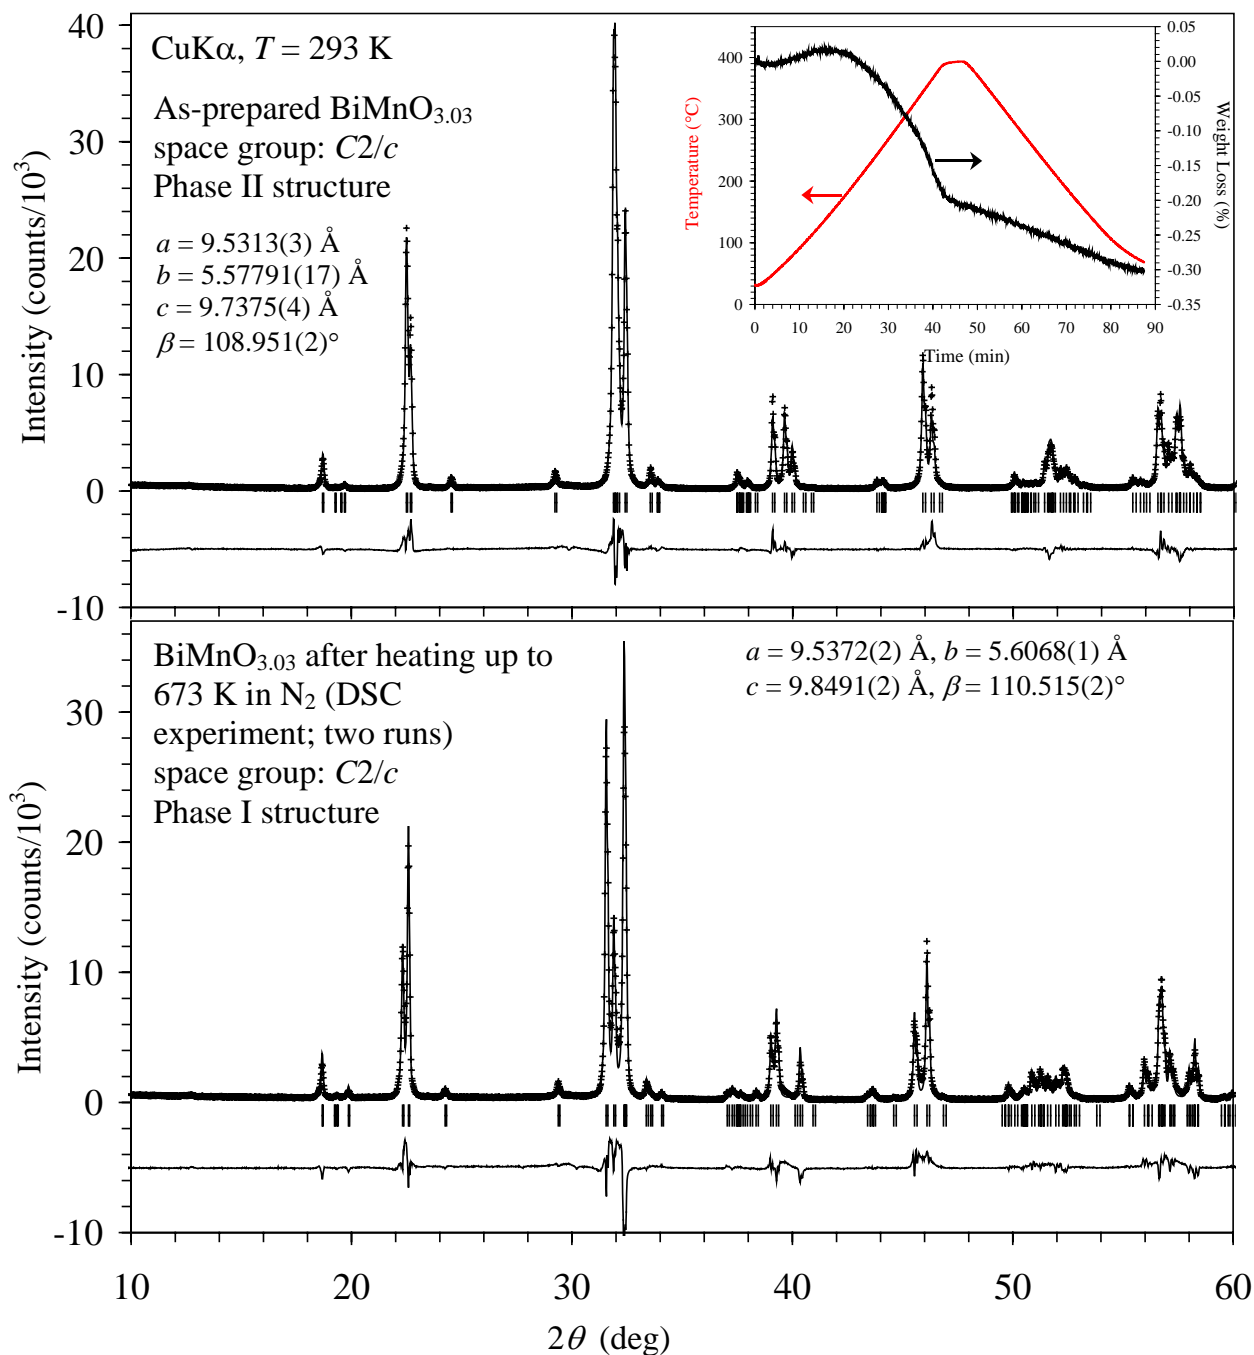 CuKα, T = 293 K
As-prepared BiMnO3.03
space group: C2/c
Phase II structure
a = 9.5313(3) Å
b = 5.57791(17) Å
c = 9.7375(4) Å
β = 108.951(2)°
Intensity (counts/10³)
40
30
20
10
0
-10
Temperature (°C)
400
300
200
100
0
0 10 20 30 40 50 60 70 80 90
Time (min)
0.05
0.00
-0.05
-0.10
-0.15
-0.20
-0.25
-0.30
-0.35
Weight Loss (%)
BiMnO3.03 after heating up to
673 K in N2 (DSC
experiment; two runs)
space group: C2/c
Phase I structure
a = 9.5372(2) Å, b = 5.6068(1) Å
c = 9.8491(2) Å, β = 110.515(2)°
Intensity (counts/10³)
30
20
10
0
-10
10 20 30 40 50 60
2θ (deg)